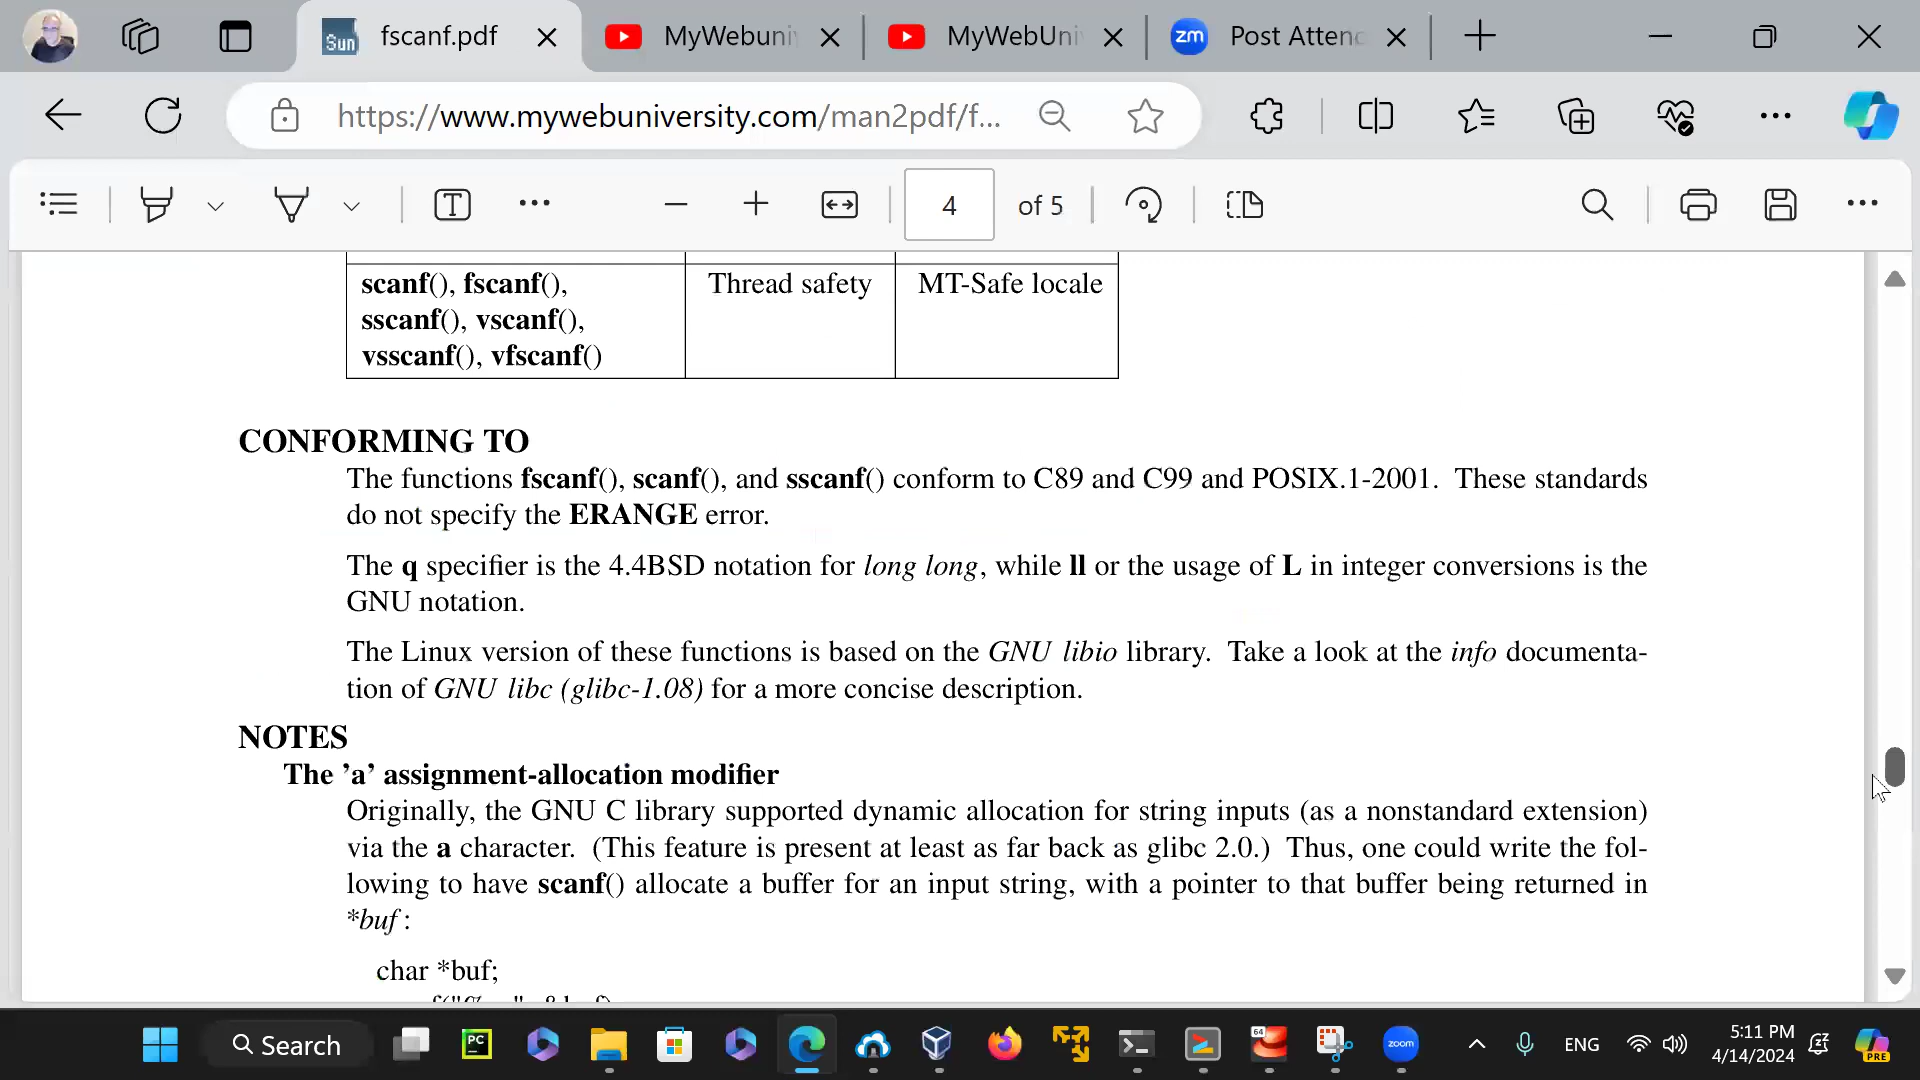 fscanf.pdf
MyWebuni
MyWebUni
zm
Post Attenc
Sun
https://www.mywebuniversity.com/man2pdf/f...
4 of 5
scanf(), fscanf(),
sscanf(), vscanf(),
vsscanf(), vfscanf()
Thread safety
MT-Safe locale
CONFORMING TO
The functions fscanf(), scanf(), and sscanf() conform to C89 and C99 and POSIX.1-2001. These standards
do not specify the ERANGE error.
The q specifier is the 4.4BSD notation for long long, while ll or the usage of L in integer conversions is the
GNU notation.
The Linux version of these functions is based on the GNU libio library. Take a look at the info documenta-
tion of GNU libc (glibc-1.08) for a more concise description.
NOTES
The ’a’ assignment-allocation modifier
Originally, the GNU C library supported dynamic allocation for string inputs (as a nonstandard extension)
via the a character. (This feature is present at least as far back as glibc 2.0.) Thus, one could write the fol-
lowing to have scanf() allocate a buffer for an input string, with a pointer to that buffer being returned in
*buf:
char *buf;
Search
PC
64
zoom
ENG
5:11 PM
4/14/2024
PRE